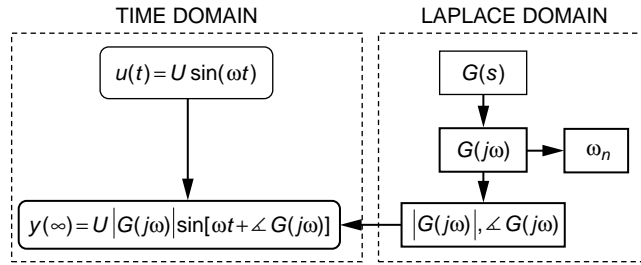 TIME DOMAIN
LAPLACE DOMAIN
u(t) = U sin(ωt)
G(s)
G(jω)
ωₙ
y(∞) = U |G(jω)| sin[ωt + ∡ G(jω)]
|G(jω)|, ∡ G(jω)